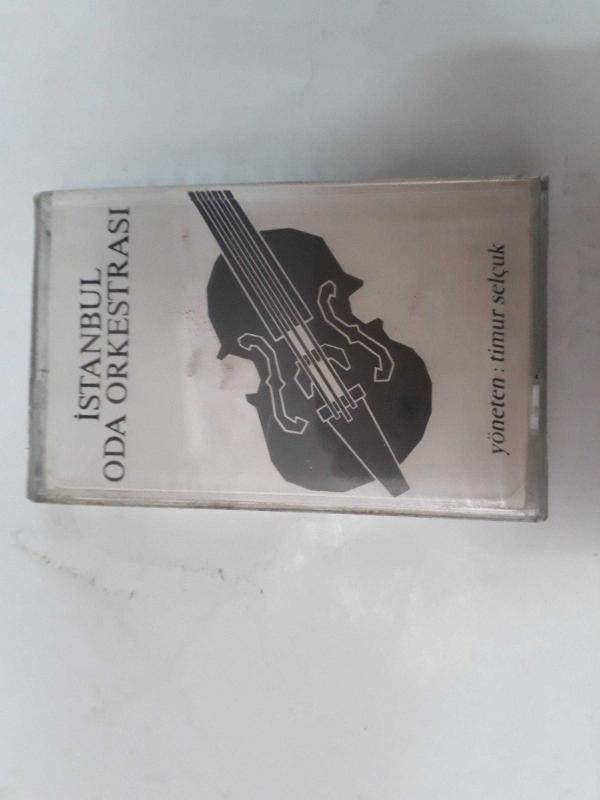 İSTANBUL
ODA ORKESTRASI
yöneten : timur selçuk